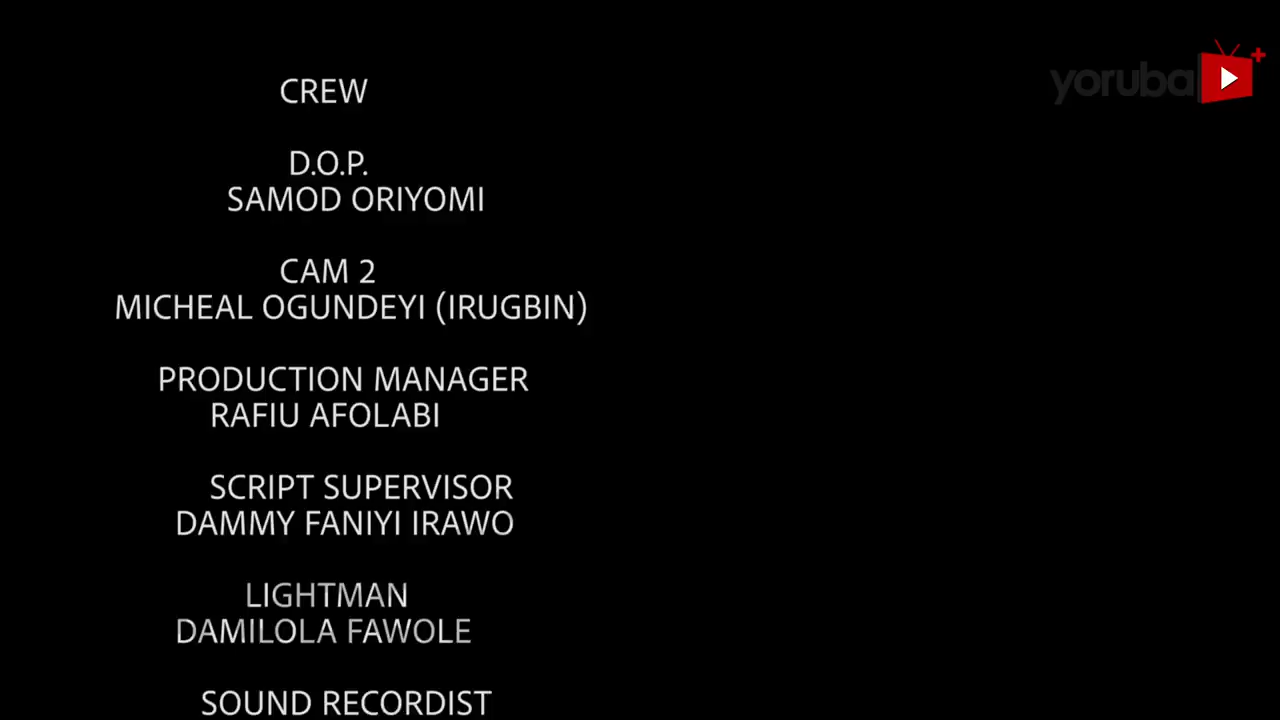 CREW
D.O.P.
SAMOD ORIYOMI
CAM 2
MICHEAL OGUNDEYI (IRUGBIN)
PRODUCTION MANAGER
RAFIU AFOLABI
SCRIPT SUPERVISOR
DAMMY FANIYI IRAWO
LIGHTMAN
DAMILOLA FAWOLE
SOUND RECORDIST
yoruba +